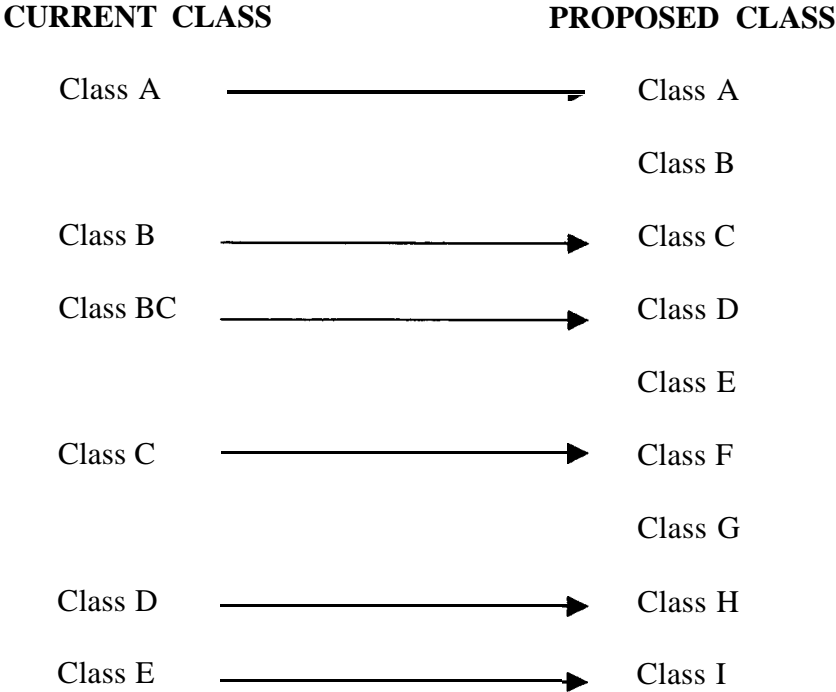 CURRENT CLASS PROPOSED CLASS
Class A Class A
Class B
Class B Class C
Class BC Class D
Class E
Class C Class F
Class G
Class D Class H
Class E Class I